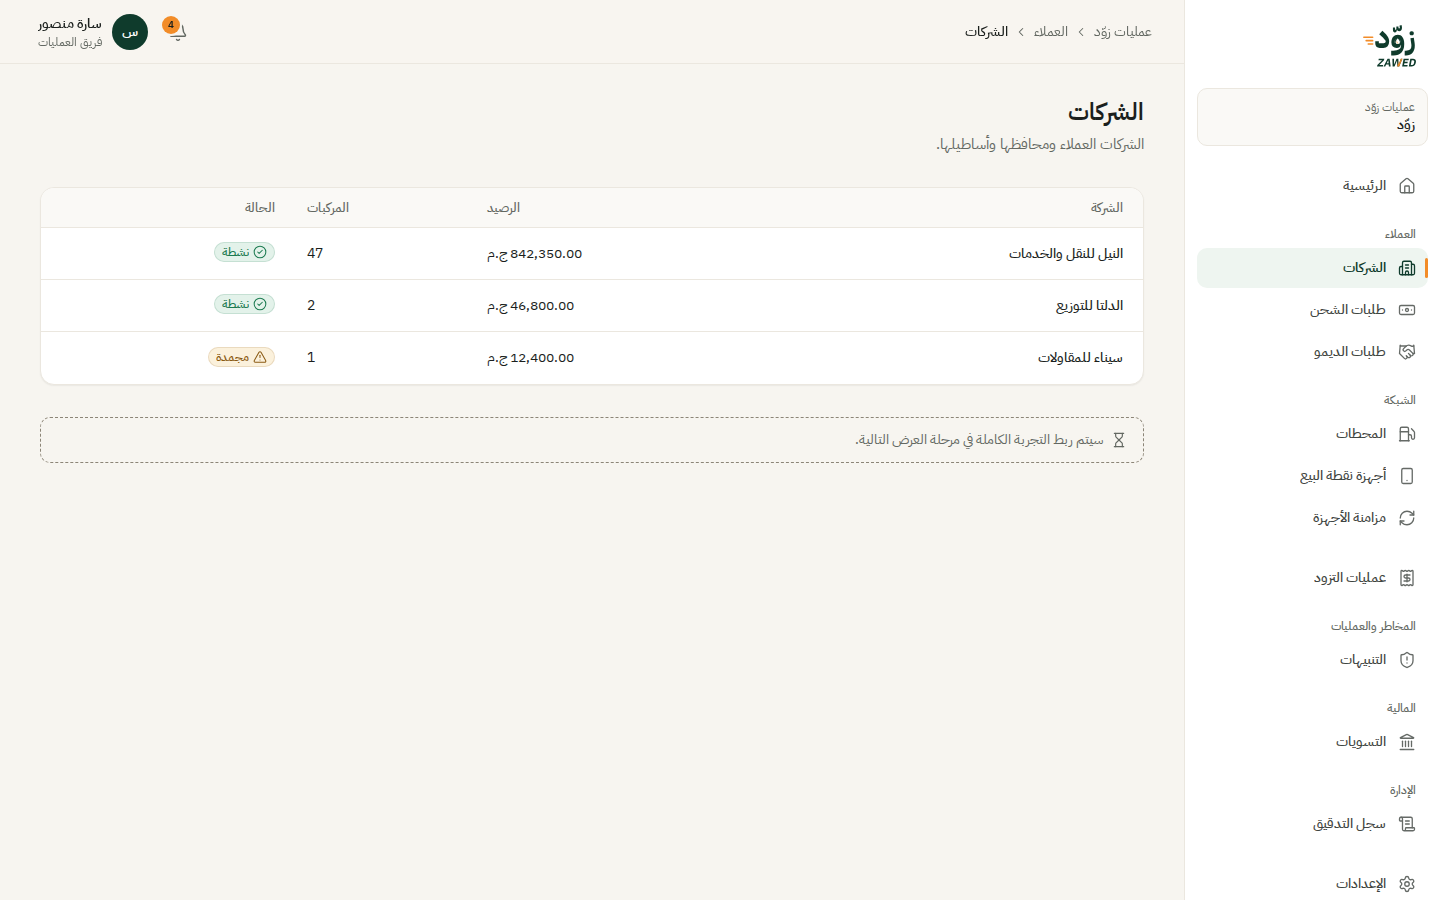 زوّد
ZAWED
عمليات زوّد
زوّد
الرئيسية
العملاء
الشركات
طلبات الشحن
طلبات الديمو
الشبكة
المحطات
أجهزة نقطة البيع
مزامنة الأجهزة
عمليات التزود
المخاطر والعمليات
التنبيهات
المالية
التسويات
الإدارة
سجل التدقيق
الإعدادات
عمليات زوّد > العملاء > الشركات
4
س
سارة منصور
فريق العمليات
الشركات
الشركات العملاء ومحافظها وأساطيلها.
الشركة الرصيد المركبات الحالة
النيل للنقل والخدمات 842,350.00 ج.م 47 نشطة
الدلتا للتوزيع 46,800.00 ج.م 2 نشطة
سيناء للمقاولات 12,400.00 ج.م 1 مجمدة
سيتم ربط التجربة الكاملة في مرحلة العرض التالية.